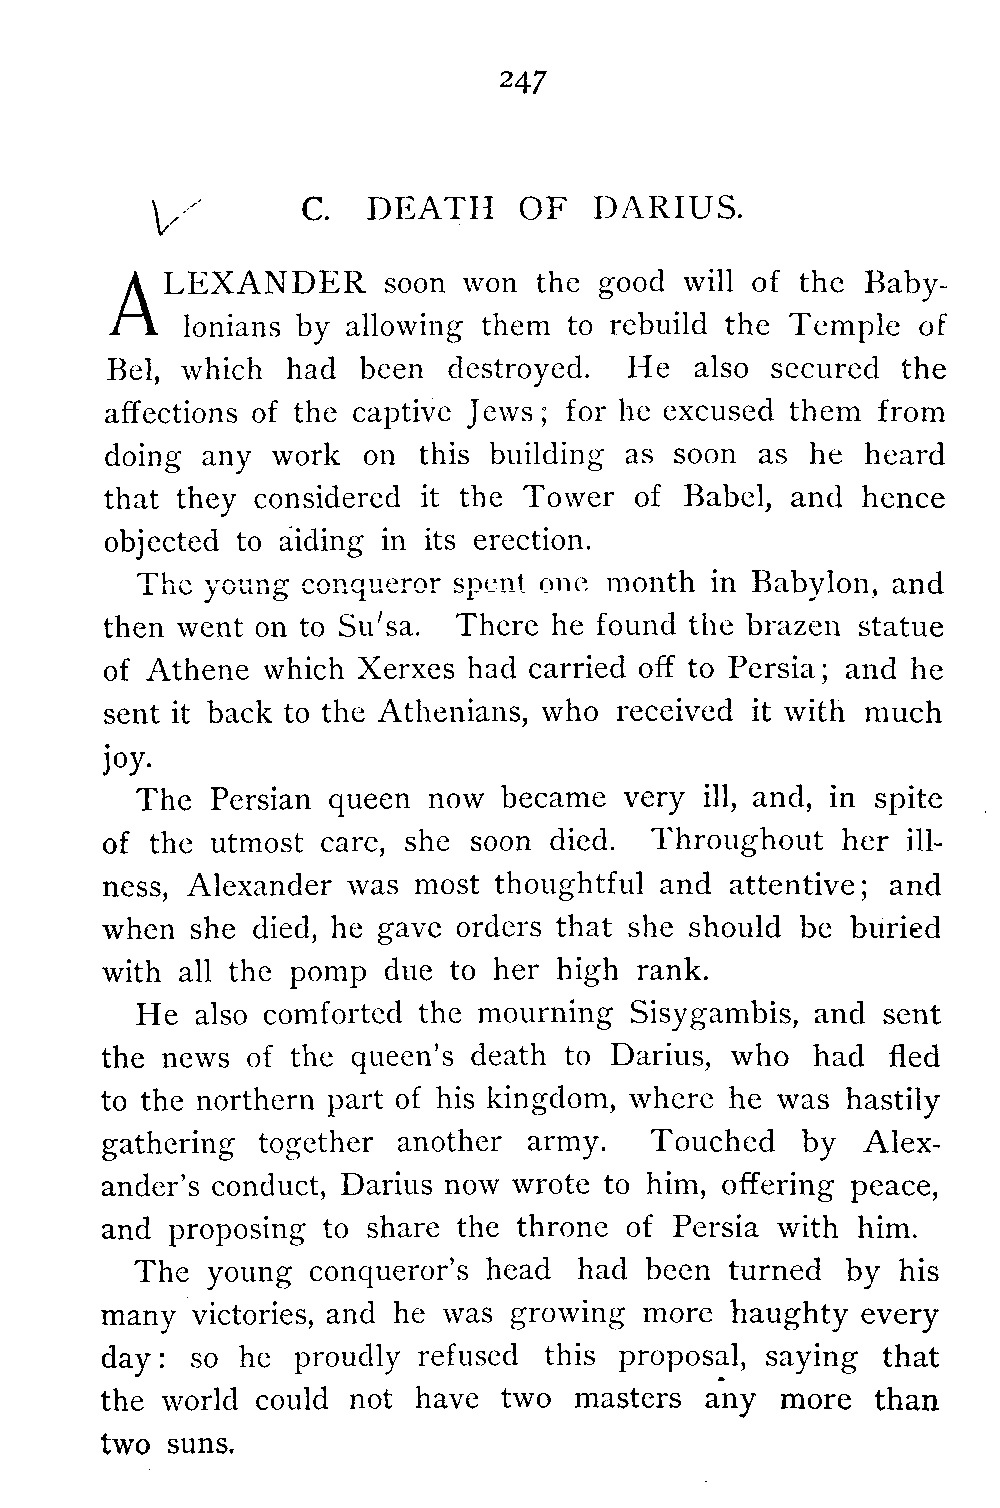 247
C. DEATH OF DARIUS.
ALEXANDER soon won the good will of the Baby-
lonians by allowing them to rebuild the Temple of
Bel, which had been destroyed. He also secured the
affections of the captive Jews; for he excused them from
doing any work on this building as soon as he heard
that they considered it the Tower of Babel, and hence
objected to aiding in its erection.
The young conqueror spent one month in Babylon, and
then went on to Su'sa. There he found the brazen statue
of Athene which Xerxes had carried off to Persia; and he
sent it back to the Athenians, who received it with much
joy.
The Persian queen now became very ill, and, in spite
of the utmost care, she soon died. Throughout her ill-
ness, Alexander was most thoughtful and attentive; and
when she died, he gave orders that she should be buried
with all the pomp due to her high rank.
He also comforted the mourning Sisygambis, and sent
the news of the queen's death to Darius, who had fled
to the northern part of his kingdom, where he was hastily
gathering together another army. Touched by Alex-
ander's conduct, Darius now wrote to him, offering peace,
and proposing to share the throne of Persia with him.
The young conqueror's head had been turned by his
many victories, and he was growing more haughty every
day: so he proudly refused this proposal, saying that
the world could not have two masters any more than
two suns.